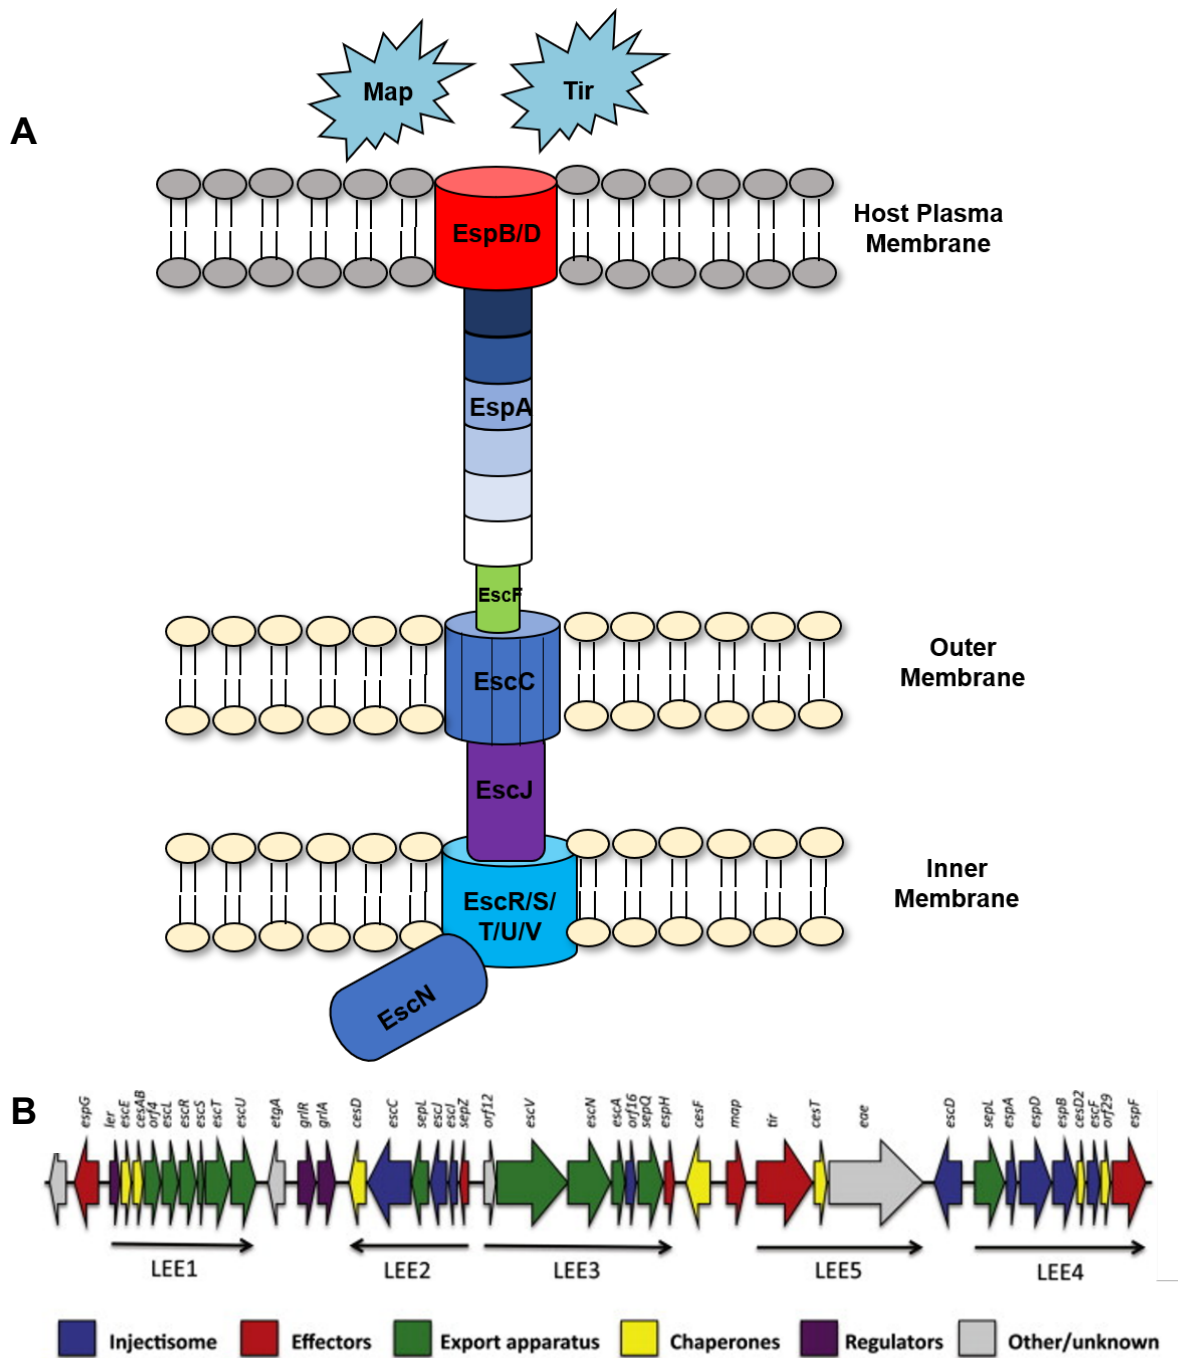 Map
Tir
A
EspB/D
Host Plasma
Membrane
EspA
EscF
EscC
Outer
Membrane
EscJ
EscR/S/
T/U/V
Inner
Membrane
EscN
B
espG
ler
escE
cesAB
orf4
escL
escR
escS
escT
escU
etgA
grlR
grlA
cesD
escC
sepL
escJ
escI
sepZ
orf12
escV
escN
escA
orf16
sepQ
espH
cesF
map
tir
cesT
eae
escD
sepL
espA
espD
espB
cesD2
escF
orf29
espF
LEE1
LEE2
LEE3
LEE5
LEE4
Injectisome
Effectors
Export apparatus
Chaperones
Regulators
Other/unknown